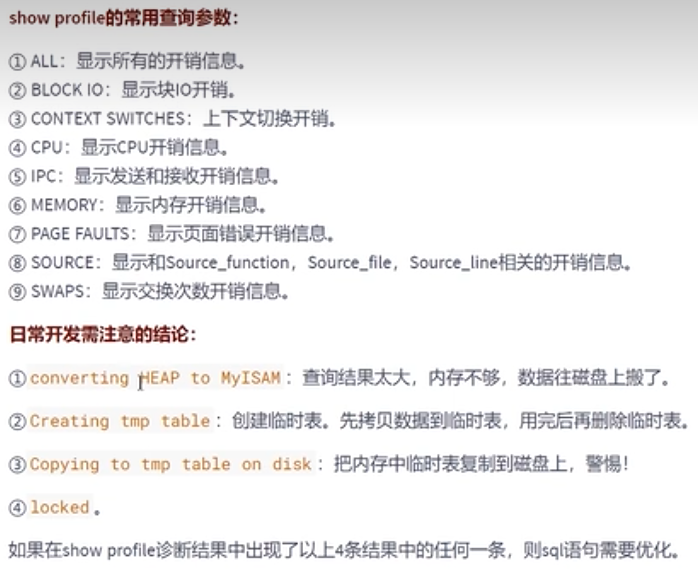 show profile的常用查询参数：
① ALL：显示所有的开销信息。
② BLOCK IO：显示块IO开销。
③ CONTEXT SWITCHES：上下文切换开销。
④ CPU：显示CPU开销信息。
⑤ IPC：显示发送和接收开销信息。
⑥ MEMORY：显示内存开销信息。
⑦ PAGE FAULTS：显示页面错误开销信息。
⑧ SOURCE：显示和Source_function，Source_file，Source_line相关的开销信息。
⑨ SWAPS：显示交换次数开销信息。
日常开发需注意的结论：
① converting HEAP to MyISAM：查询结果太大，内存不够，数据往磁盘上搬了。
② Creating tmp table：创建临时表。先拷贝数据到临时表，用完后再删除临时表。
③ Copying to tmp table on disk：把内存中临时表复制到磁盘上，警惕！
④ locked。
如果在show profile诊断结果中出现了以上4条结果中的任何一条，则sql语句需要优化。